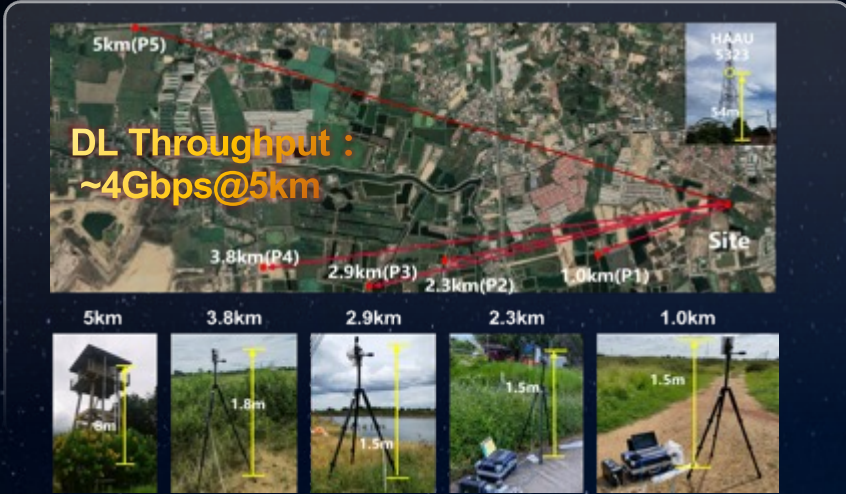 5km(P5)
HAAU
5323
54m
DL Throughput :
~4Gbps@5km
Site
3.8km(P4)
2.9km(P3)
2.3km(P2)
1.0km(P1)
5km
3.8km
2.9km
2.3km
1.0km
8m
1.8m
1.5m
1.5m
1.5m